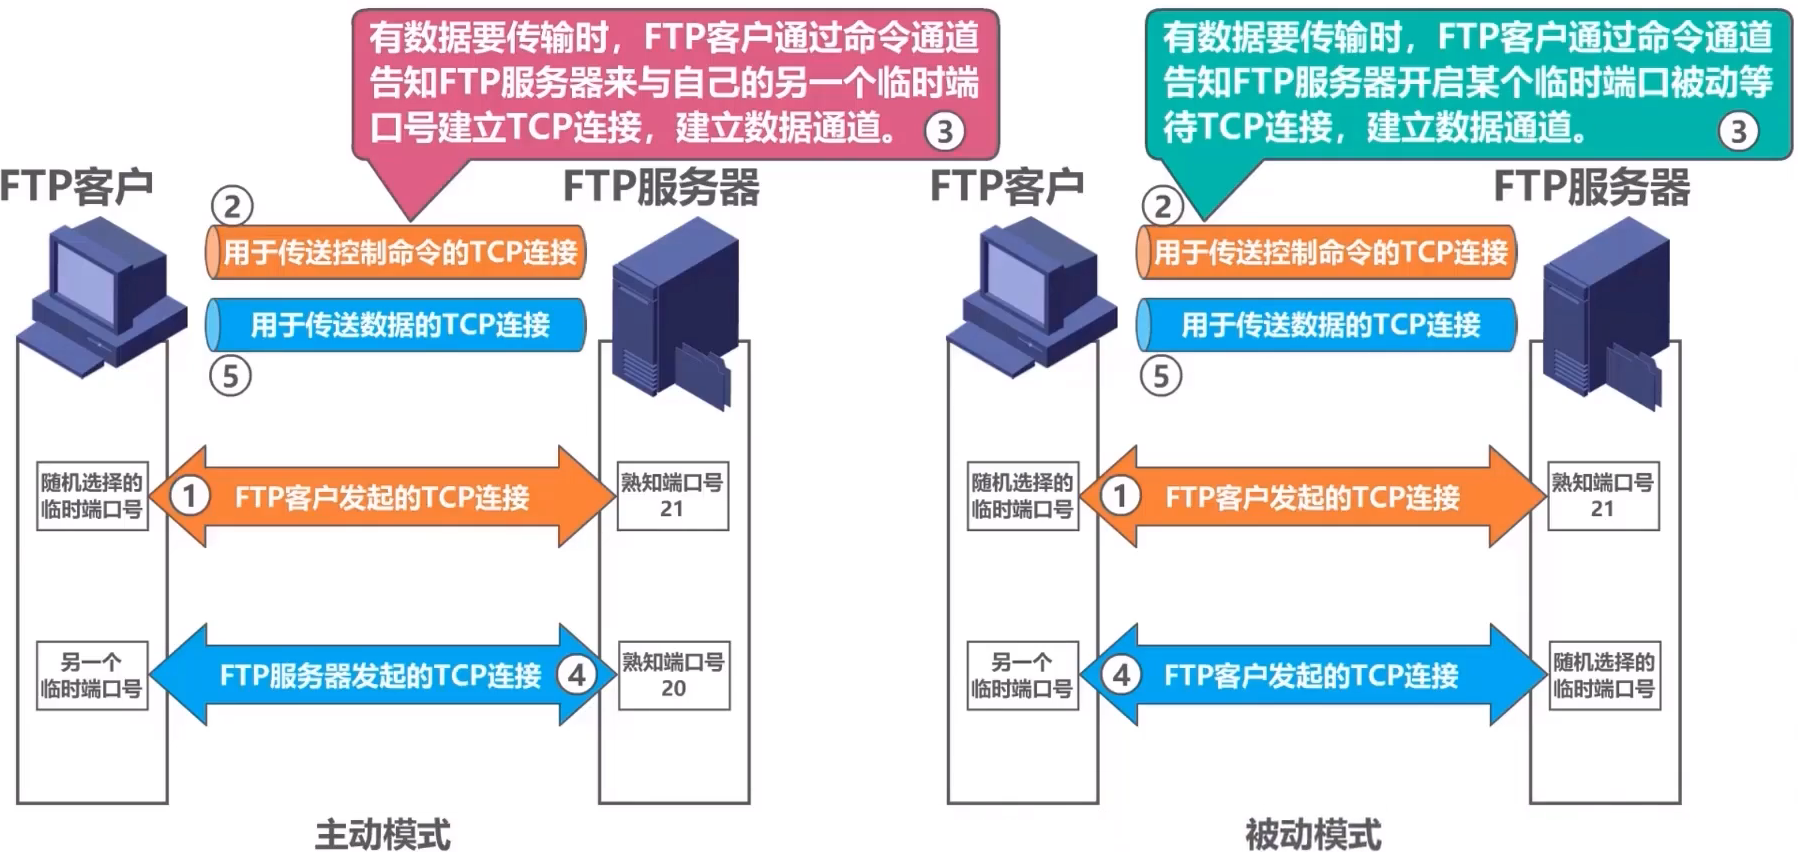 有数据要传输时，FTP客户通过命令通道
告知FTP服务器来与自己的另一个临时端
口号建立TCP连接，建立数据通道。 ③
FTP客户
FTP服务器
②
用于传送控制命令的TCP连接
用于传送数据的TCP连接
⑤
随机选择的
临时端口号
① FTP客户发起的TCP连接
熟知端口号
21
另一个
临时端口号
FTP服务器发起的TCP连接 ④
熟知端口号
20
主动模式
有数据要传输时，FTP客户通过命令通道
告知FTP服务器开启某个临时端口被动等
待TCP连接，建立数据通道。 ③
FTP客户
FTP服务器
②
用于传送控制命令的TCP连接
用于传送数据的TCP连接
⑤
随机选择的
临时端口号
① FTP客户发起的TCP连接
熟知端口号
21
另一个
临时端口号
④ FTP客户发起的TCP连接
随机选择的
临时端口号
被动模式